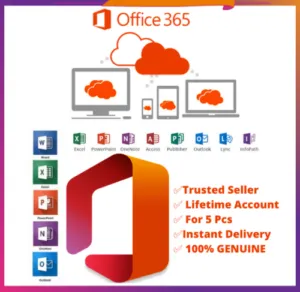 Office 365
Excel PowerPoint OneNote Access Publisher Outlook Lync InfoPath
Word
Excel
PowerPoint
OneNote
Outlook
Trusted Seller
Lifetime Account
For 5 Pcs
Instant Delivery
100% GENUINE